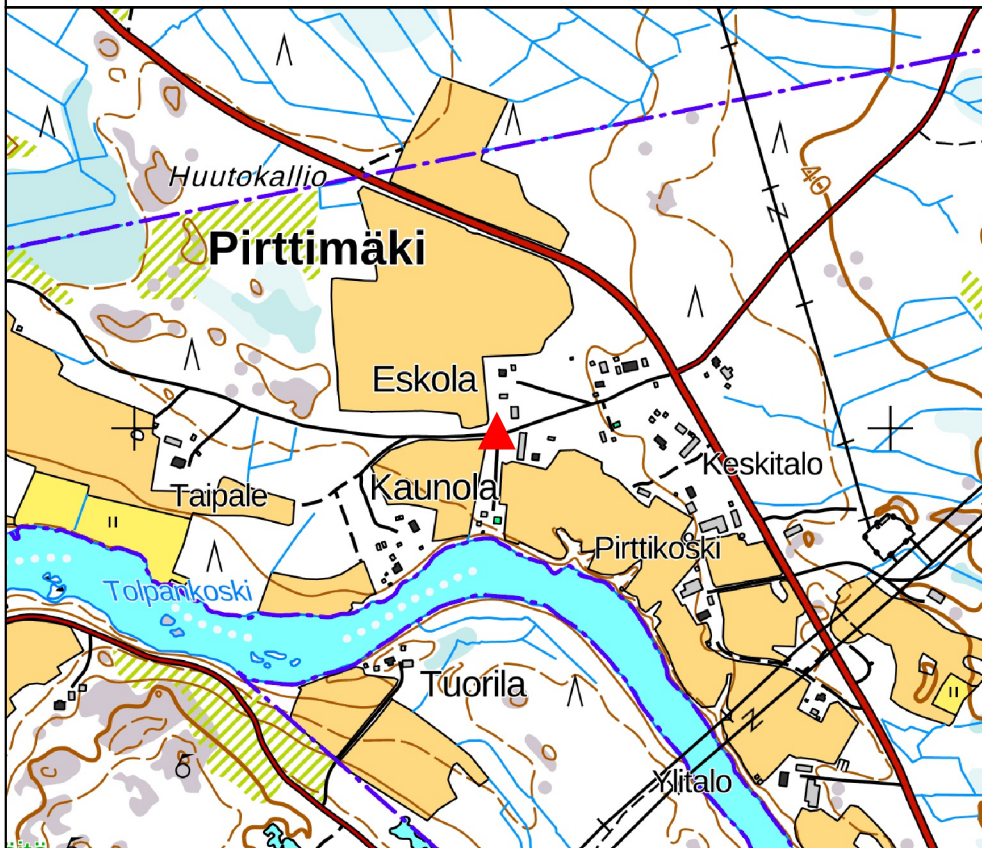 Huutokallio
40
Pirttimäki
Eskola
Keskitalo
Taipale
Kaunola
Pirttikoski
Tolpankoski
Tuorila
Ylitalo